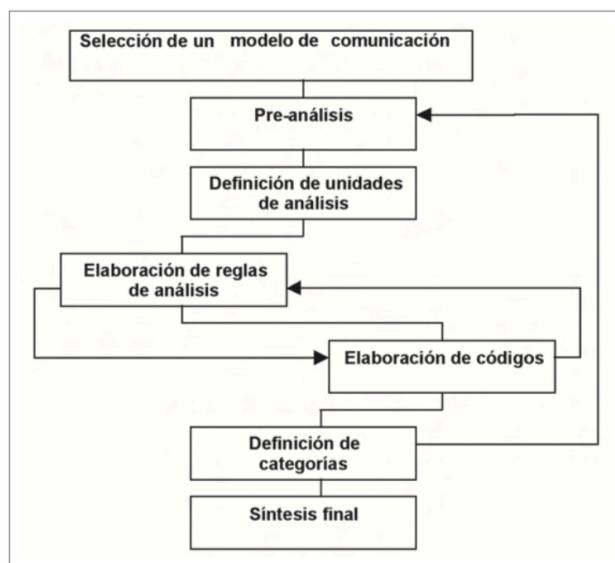 Selección de un modelo de comunicación
Pre-análisis
Definición de unidades
de análisis
Elaboración de reglas
de análisis
Elaboración de códigos
Definición de
categorías
Síntesis final